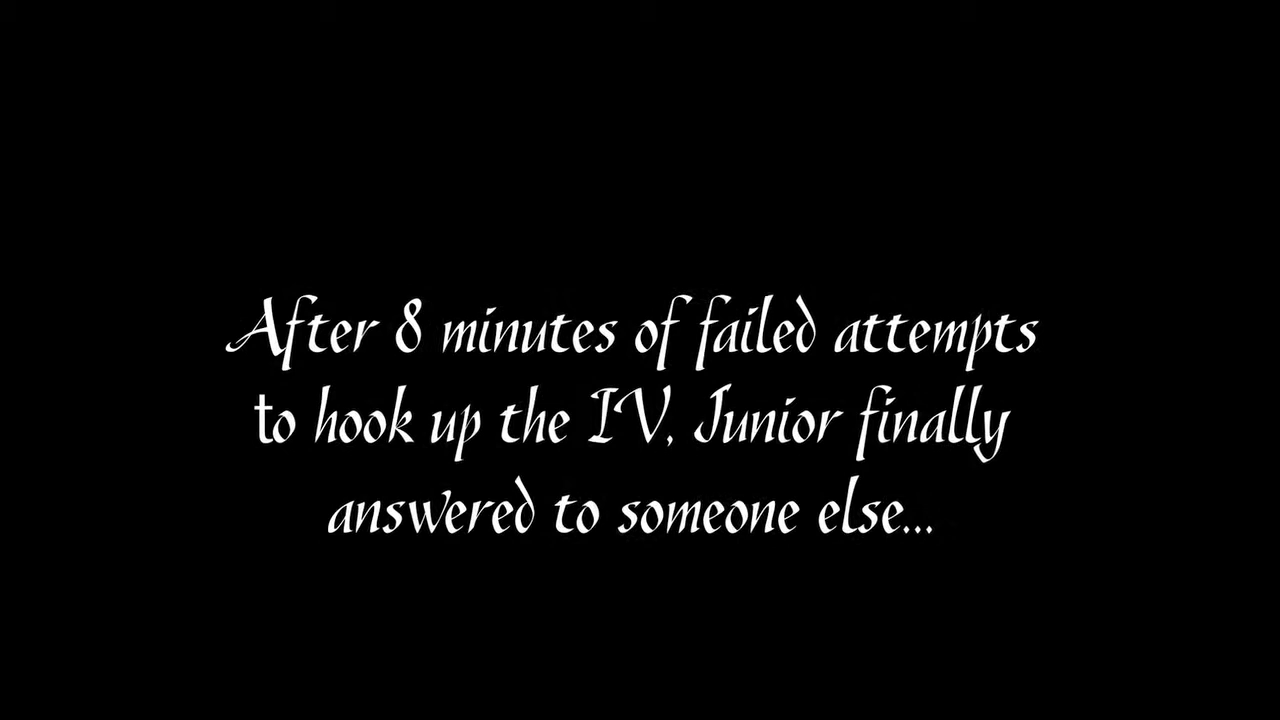 After 8 minutes of failed attempts
to hook up the IV, Junior finally
answered to someone else...